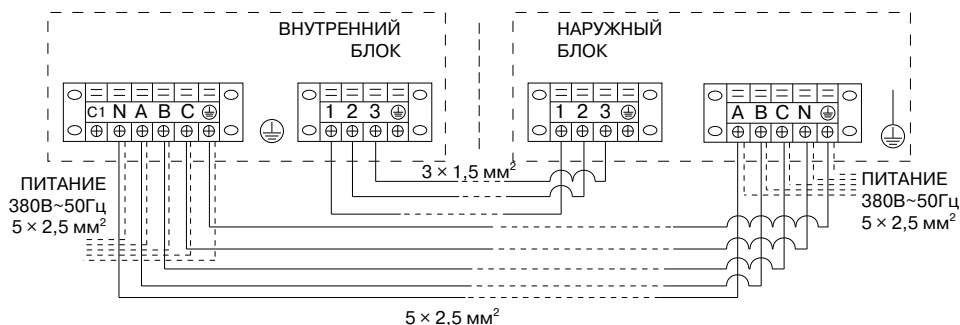 ВНУТРЕННИЙ
БЛОК
НАРУЖНЫЙ
БЛОК
C1 N A B C
1 2 3
1 2 3
A B C N
3 × 1,5 мм²
ПИТАНИЕ
380В~50Гц
5 × 2,5 мм²
ПИТАНИЕ
380В~50Гц
5 × 2,5 мм²
5 × 2,5 мм²